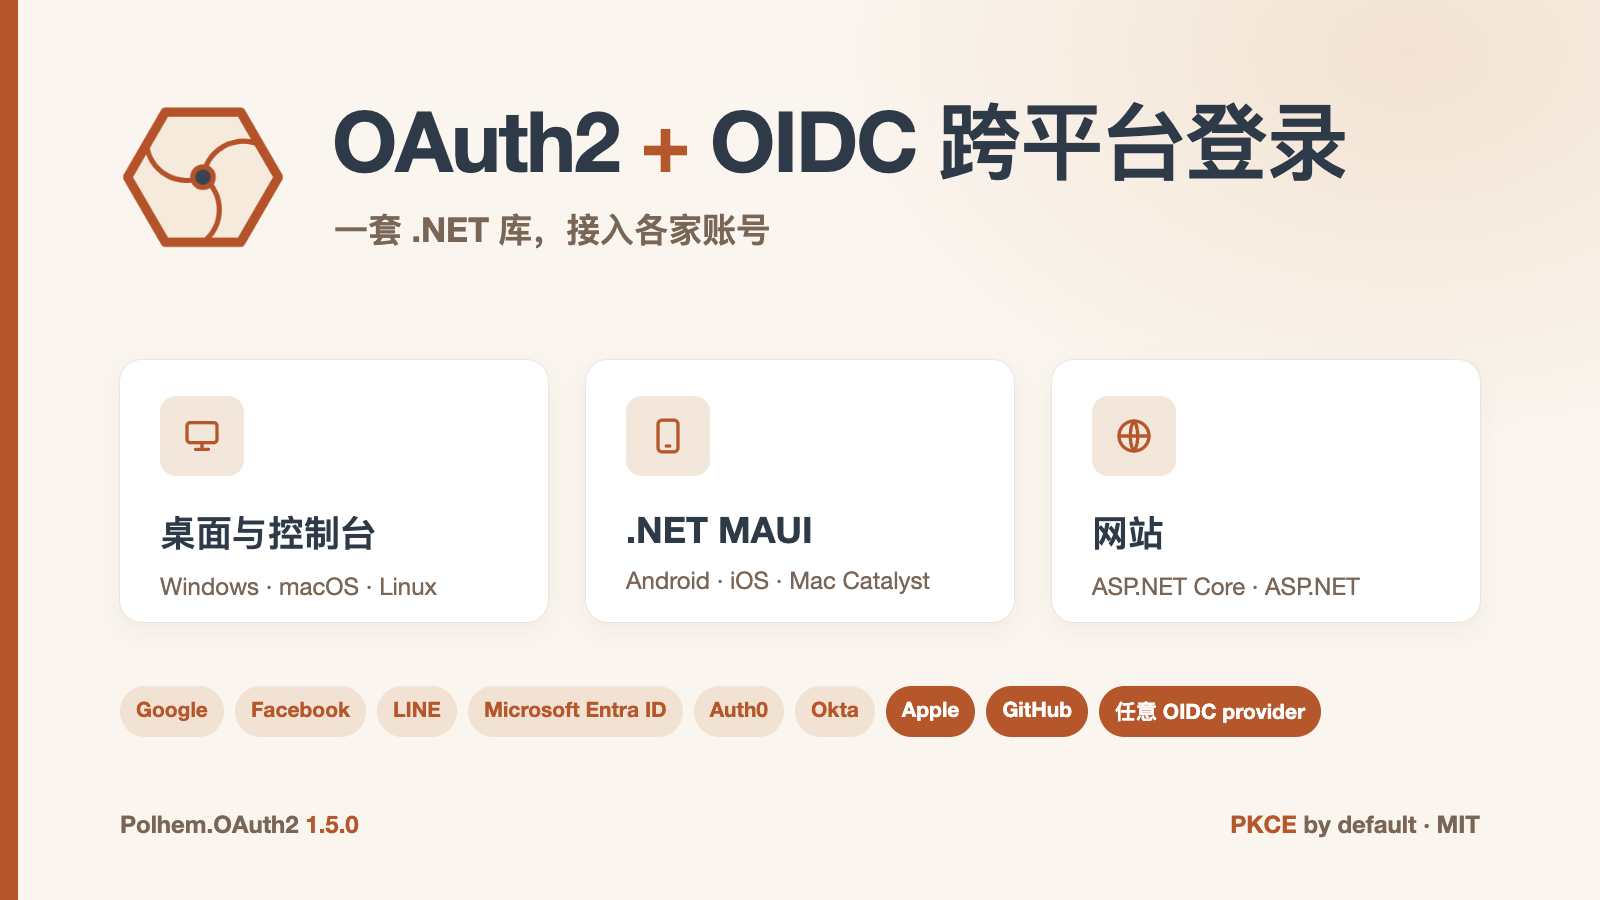 OAuth2 + OIDC 跨平台登录
一套 .NET 库，接入各家账号
桌面与控制台
Windows · macOS · Linux
.NET MAUI
Android · iOS · Mac Catalyst
网站
ASP.NET Core · ASP.NET
Google Facebook LINE Microsoft Entra ID Auth0 Okta Apple GitHub 任意 OIDC provider
Polhem.OAuth2 1.5.0
PKCE by default · MIT